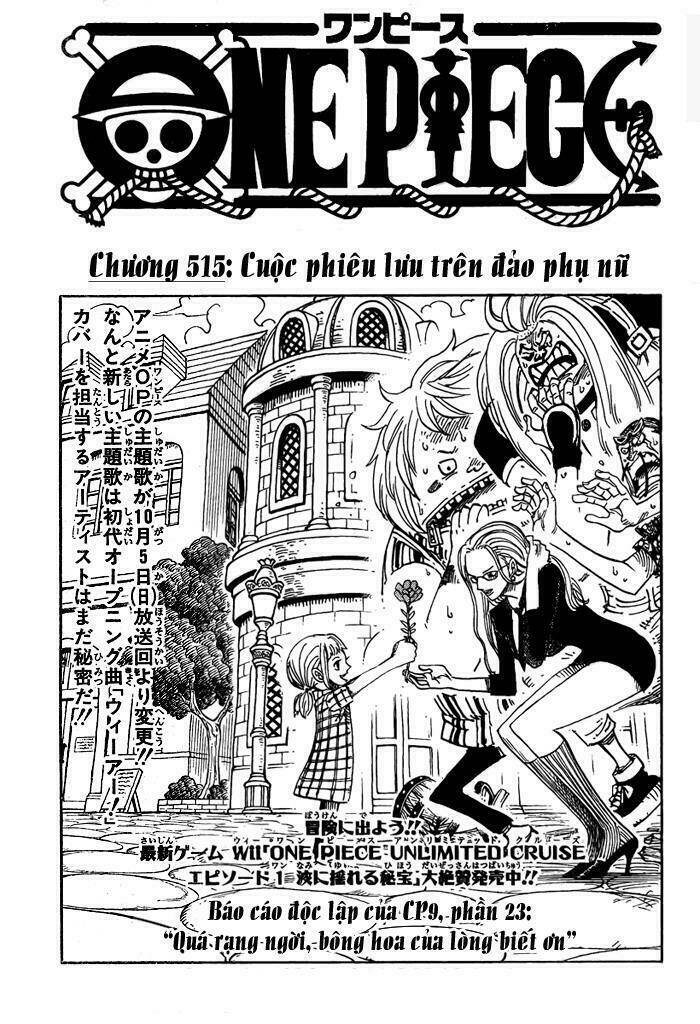 ワンピース
ONE PIECE
Chương 515: Cuộc phiêu lưu trên đảo phụ nữ
アニメOPの主題歌が10月5日(日)放送回より変更!!
なんと新しい主題歌は初代オープニング曲「ウィーアー!」
カバーを担当するアーティストはまだ秘密だ!!
冒険に出よう!!
最新ゲーム Wii「ONE PIECE UNLIMITED CRUISE
エピソード1 波に揺れる秘宝」大絶賛発売中!!
Báo cáo độc lập của CP9, phần 23:
“Quá rạng ngời, bông hoa của lòng biết ơn”